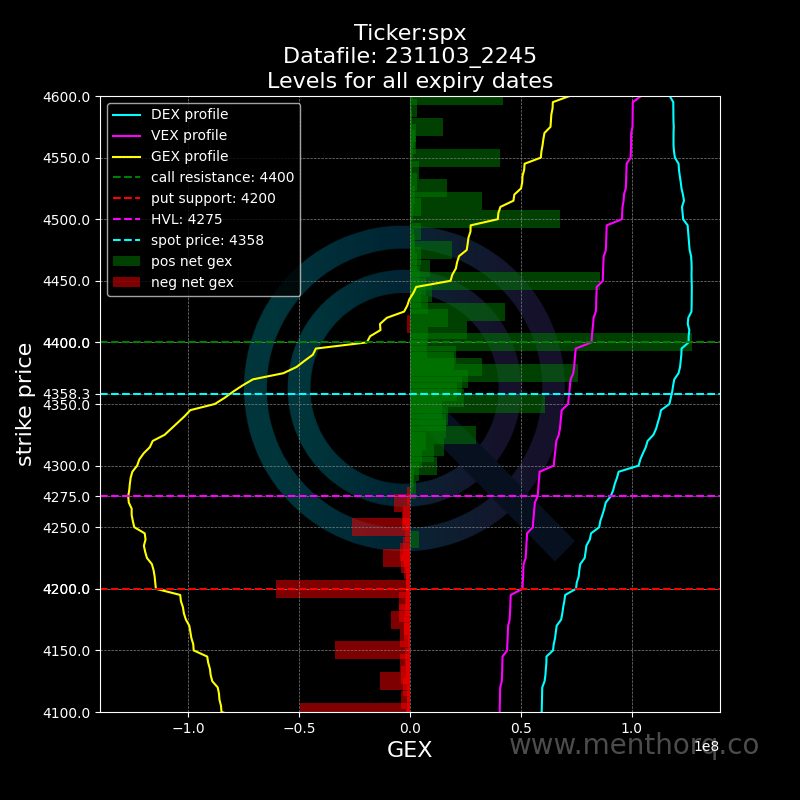 Ticker:spx
Datafile: 231103_2245
Levels for all expiry dates
DEX profile
VEX profile
GEX profile
call resistance: 4400
put support: 4200
HVL: 4275
spot price: 4358
pos net gex
neg net gex
strike price
4600.0
4550.0
4500.0
4450.0
4400.0
4358.3
4350.0
4300.0
4275.0
4250.0
4200.0
4150.0
4100.0
−1.0 −0.5 0.0 0.5 1.0
1e8
GEX
www.menthorq.co